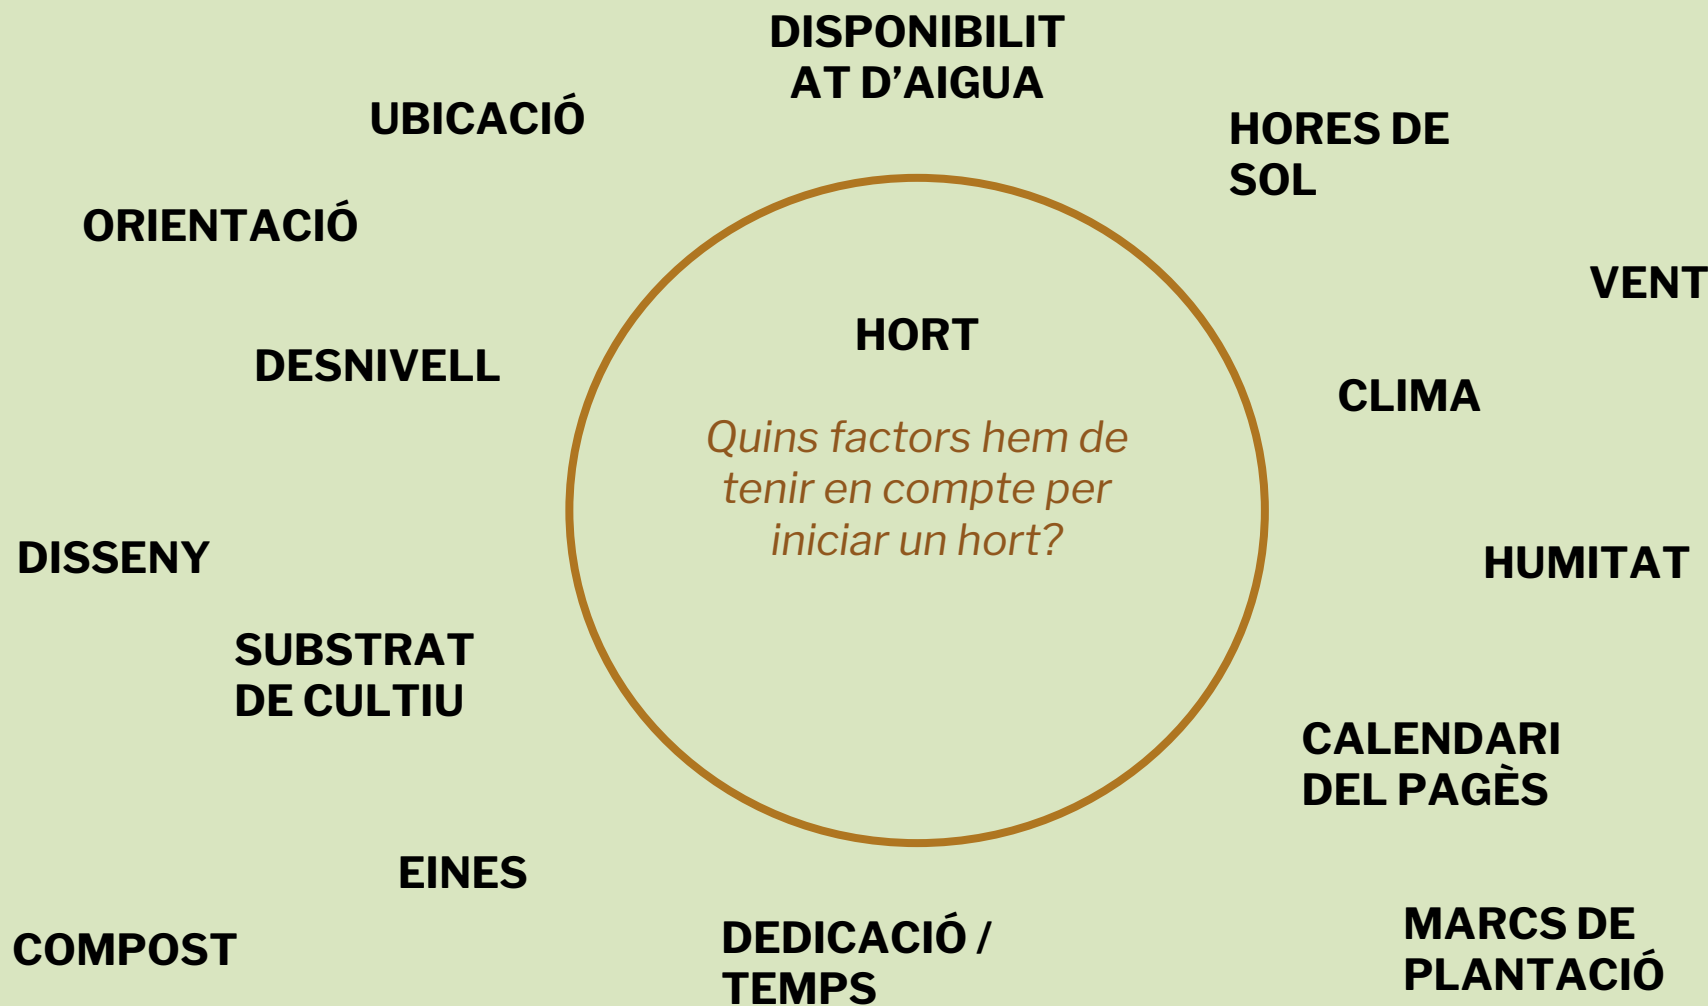 DISPONIBILIT
AT D’AIGUA
UBICACIÓ
HORES DE
SOL
ORIENTACIÓ
VENT
HORT
DESNIVELL
CLIMA
Quins factors hem de
tenir en compte per
iniciar un hort?
DISSENY
HUMITAT
SUBSTRAT
DE CULTIU
CALENDARI
DEL PAGÈS
EINES
COMPOST
DEDICACIÓ /
TEMPS
MARCS DE
PLANTACIÓ